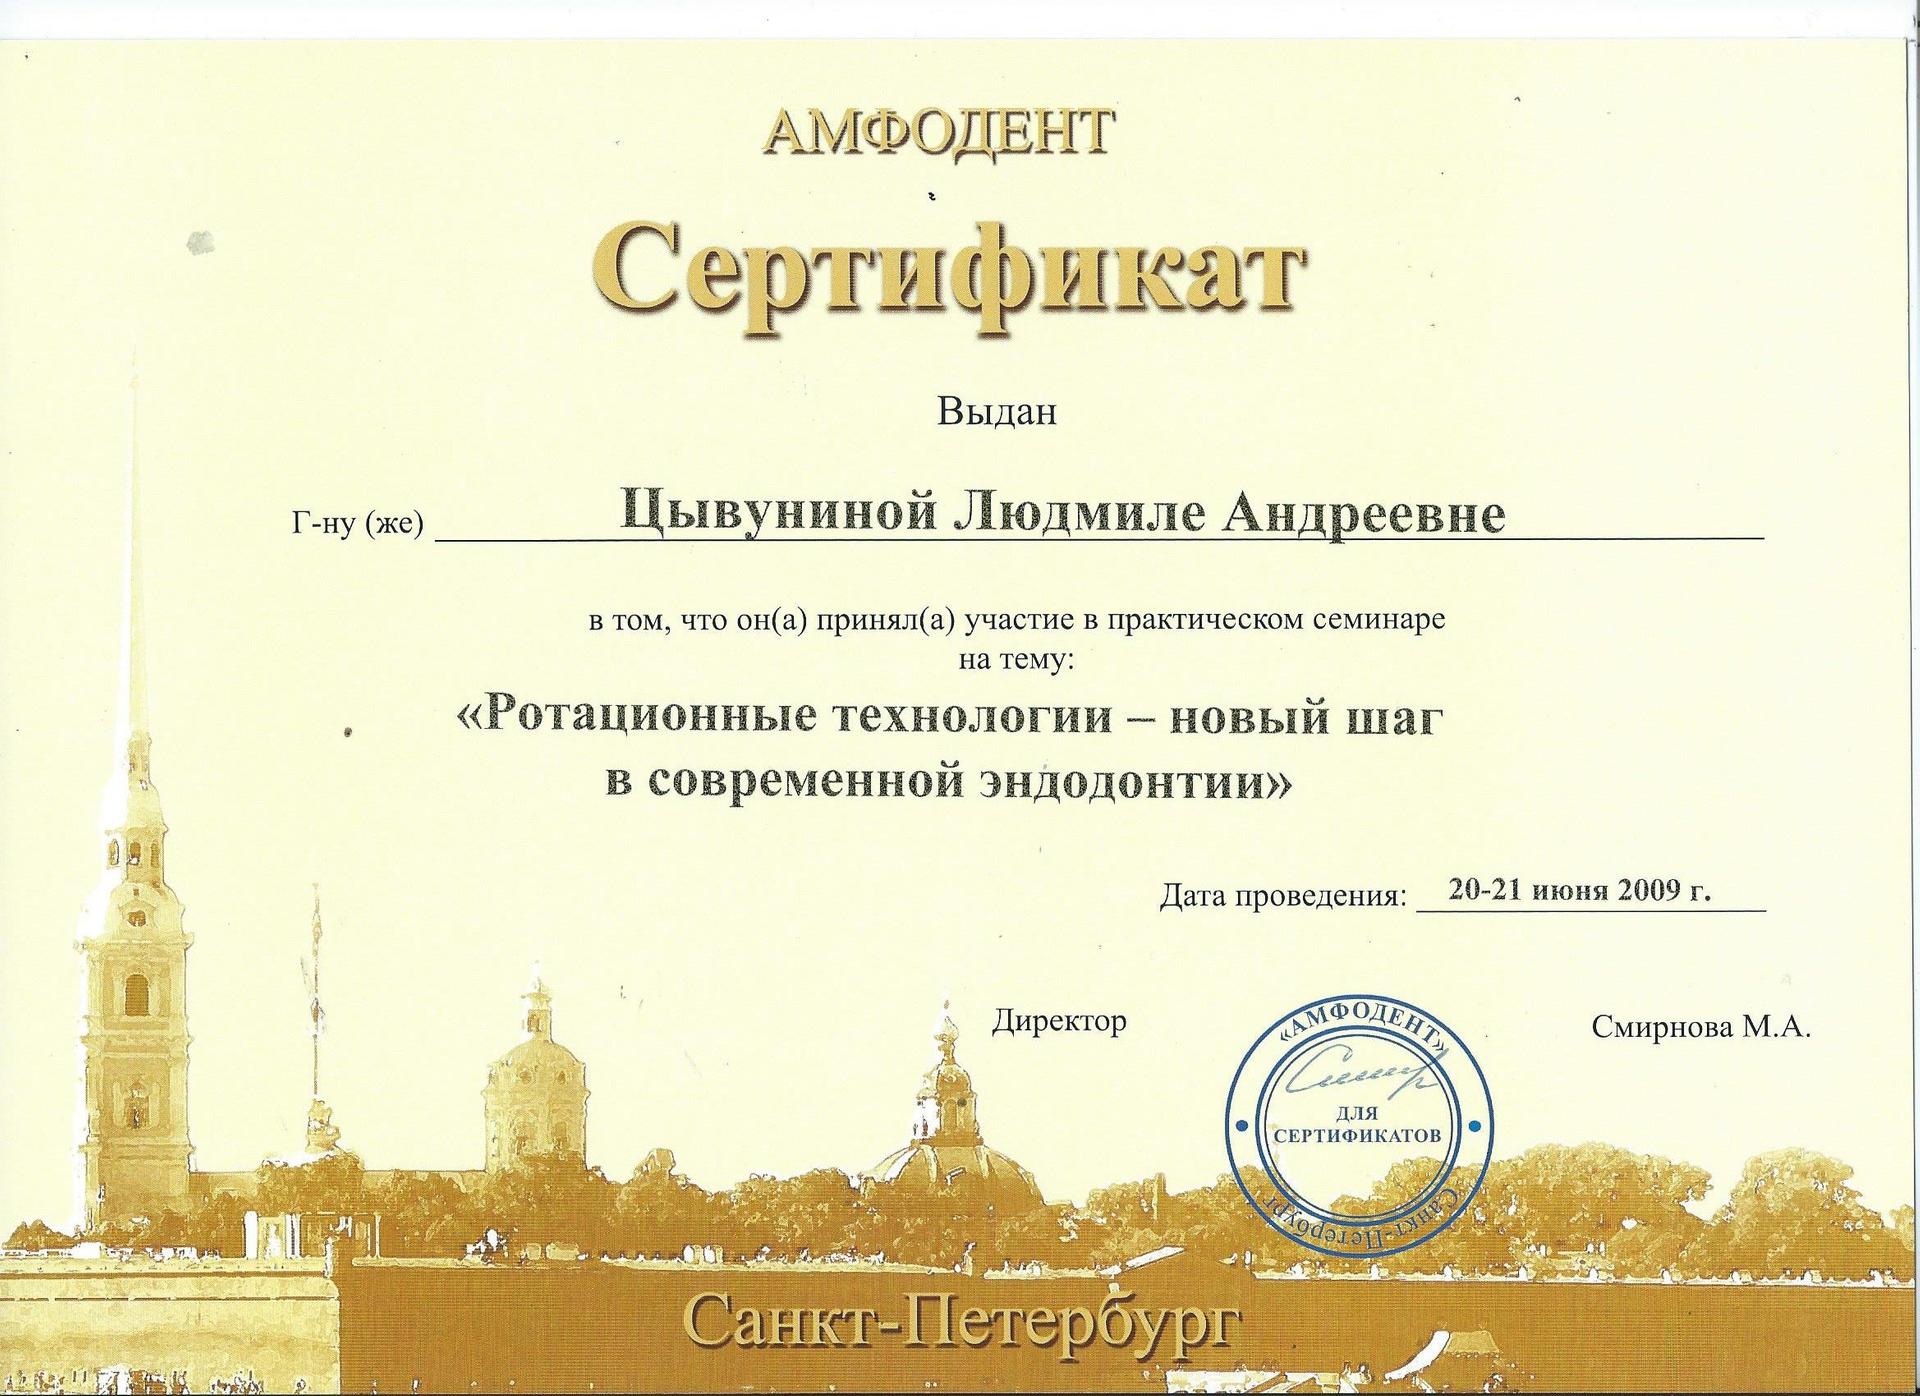 АМФОДЕНТ
Сертификат
Выдан
Г-ну (же) Цывуниной Людмиле Андреевне
в том, что он(а) принял(а) участие в практическом семинаре
на тему:
«Ротационные технологии – новый шаг
в современной эндодонтии»
Дата проведения: 20-21 июня 2009 г.
Директор
Смирнова М.А.
«АМФОДЕНТ»
ДЛЯ
СЕРТИФИКАТОВ
Санкт-Петербург
Санкт-Петербург